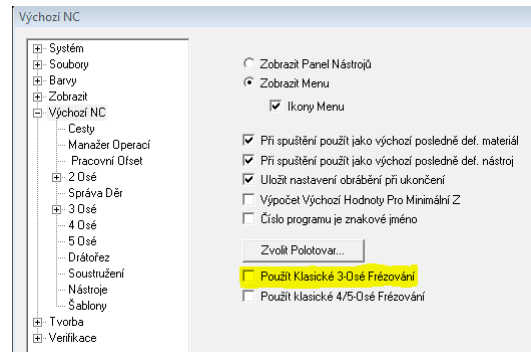 Výchozí NC
Systém
Soubory
Barvy
Zobrazit
Výchozí NC
Cesty
Manažer Operací
Pracovní Ofset
2 Osé
Správa Děr
3 Osé
4 Osé
5 Osé
Drátořez
Soustružení
Nástroje
Šablony
Tvorba
Verifikace
Zobrazit Panel Nástrojů
Zobrazit Menu
Ikony Menu
Při spuštění použít jako výchozí posledně def. materiál
Při spuštění použít jako výchozí posledně def. nástroj
Uložit nastavení obrábění při ukončení
Výpočet Výchozí Hodnoty Pro Minimální Z
Číslo programu je znakové jméno
Zvolit Polotovar...
Použít Klasické 3-Osé Frézování
Použít klasické 4/5-Osé Frézování